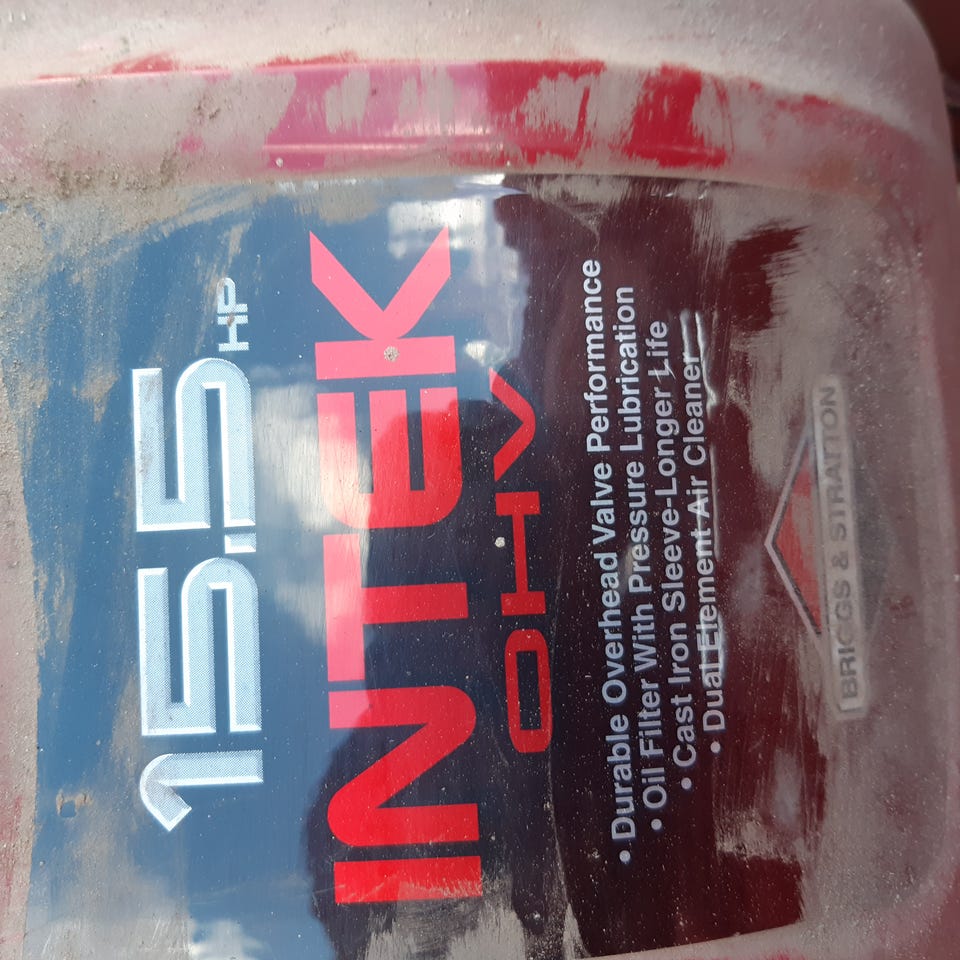 15.5 HP
INTEK
OHV
• Durable Overhead Valve Performance
• Oil Filter With Pressure Lubrication
• Cast Iron Sleeve-Longer Life
• Dual Element Air Cleaner
BRIGGS & STRATTON